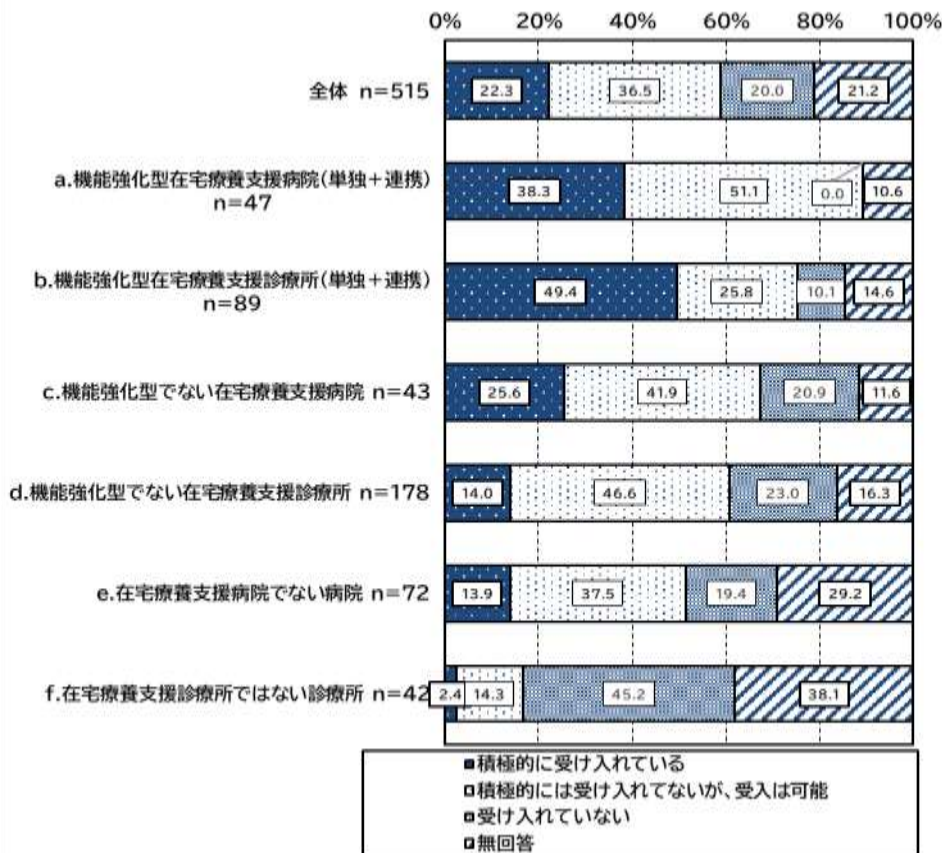 0% 20% 40% 60% 80% 100%
全体 n=515
22.3 36.5 20.0 21.2
a.機能強化型在宅療養支援病院(単独+連携)
n=47
38.3 51.1 0.0 10.6
b.機能強化型在宅療養支援診療所(単独+連携)
n=89
49.4 25.8 10.1 14.6
c.機能強化型でない在宅療養支援病院 n=43
25.6 41.9 20.9 11.6
d.機能強化型でない在宅療養支援診療所 n=178
14.0 46.6 23.0 16.3
e.在宅療養支援病院でない病院 n=72
13.9 37.5 19.4 29.2
f.在宅療養支援診療所ではない診療所 n=42
2.4 14.3 45.2 38.1
積極的に受け入れている
積極的には受け入れてないが、受入は可能
受け入れていない
無回答